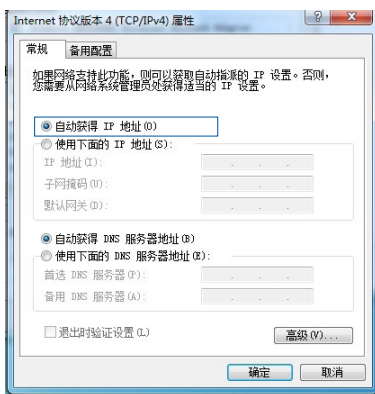 Internet 协议版本 4 (TCP/IPv4) 属性
常规 备用配置
如果网络支持此功能，则可以获取自动指派的 IP 设置。否则，
您需要从网络系统管理员处获得适当的 IP 设置。
自动获得 IP 地址(O)
使用下面的 IP 地址(S):
IP 地址(I):
子网掩码(U):
默认网关(D):
自动获得 DNS 服务器地址(B)
使用下面的 DNS 服务器地址(E):
首选 DNS 服务器(P):
备用 DNS 服务器(A):
退出时验证设置(L)
高级(V)...
确定 取消